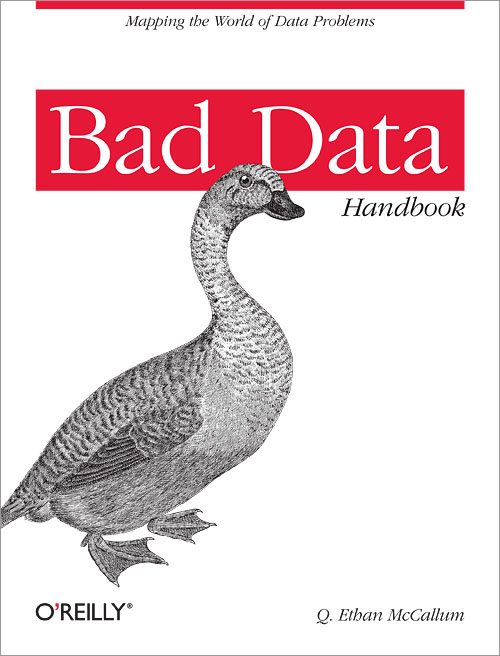 Mapping the World of Data Problems
Bad Data
Handbook
O'REILLY®
Q. Ethan McCallum